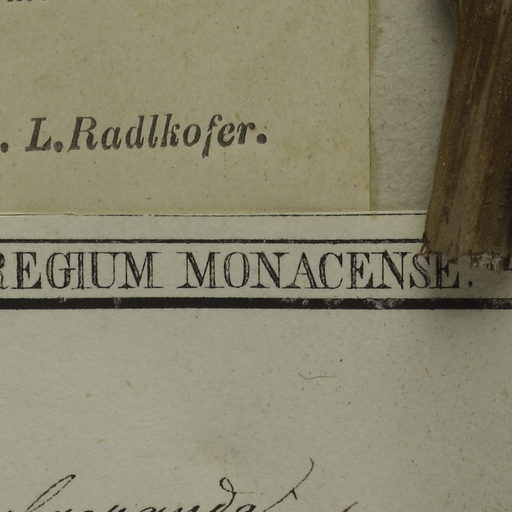 . L. Radlkofer.
REGIUM MONACENSE.